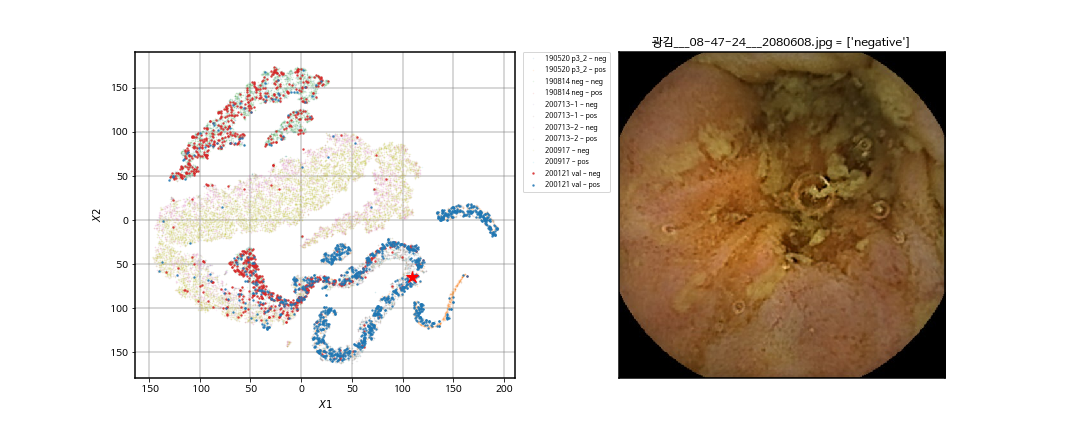 광김___08-47-24___2080608.jpg = ['negative']
190520 p3_2 - neg
190520 p3_2 - pos
190814 neg - neg
190814 neg - pos
200713-1 - neg
200713-1 - pos
200713-2 - neg
200713-2 - pos
200917 - neg
200917 - pos
200121 val - neg
200121 val - pos
X2
150
100
50
0
50
100
150
150 100 50 0 50 100 150 200
X1